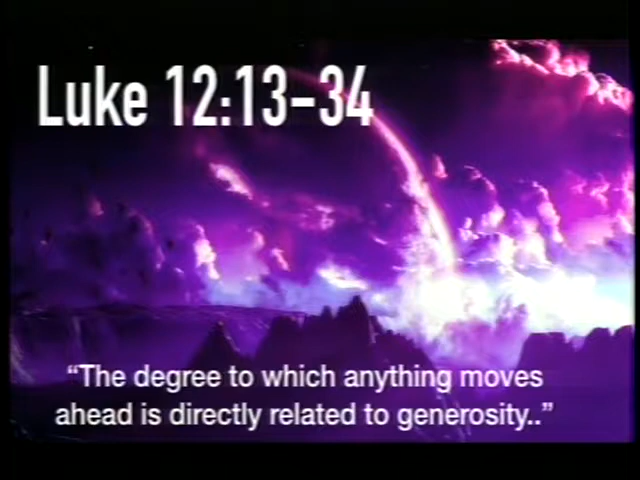 Luke 12:13-34
“The degree to which anything moves
ahead is directly related to generosity..”